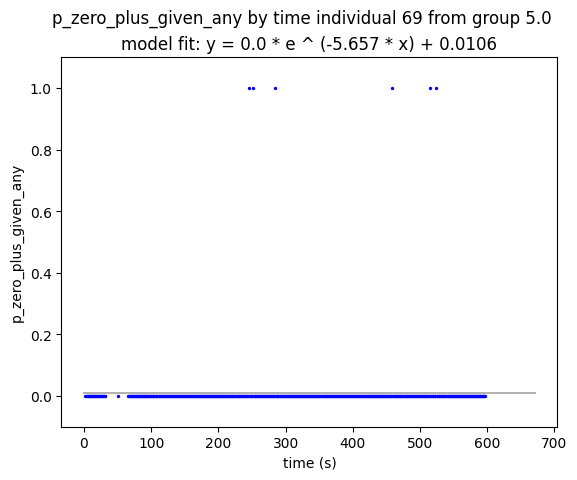 p_zero_plus_given_any by time individual 69 from group 5.0
model fit: y = 0.0 * e ^ (-5.657 * x) + 0.0106
p_zero_plus_given_any
1.0
0.8
0.6
0.4
0.2
0.0
0 100 200 300 400 500 600 700
time (s)